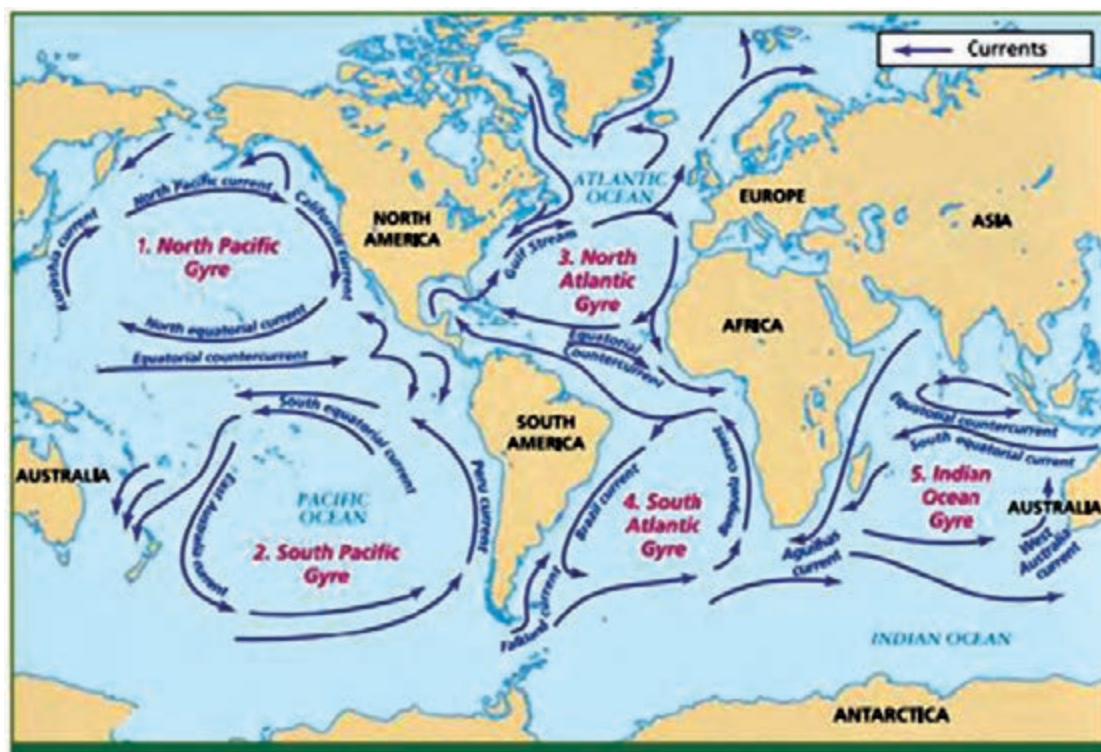 Currents
ATLANTIC
OCEAN
EUROPE
ASIA
NORTH
AMERICA
North Pacific current
California current
Kuroshio current
1. North Pacific
Gyre
North equatorial current
Equatorial countercurrent
Gulf Stream
3. North
Atlantic
Gyre
AFRICA
Equatorial
countercurrent
South equatorial current
SOUTH
AMERICA
Equatorial countercurrent
South equatorial current
AUSTRALIA
East Australia current
PACIFIC
OCEAN
2. South Pacific
Gyre
Peru current
Brazil current
4. South
Atlantic
Gyre
Benguela current
5. Indian
Ocean
Gyre
AUSTRALIA
West
Australia
current
Agulhas
current
Falkland current
INDIAN OCEAN
ANTARCTICA